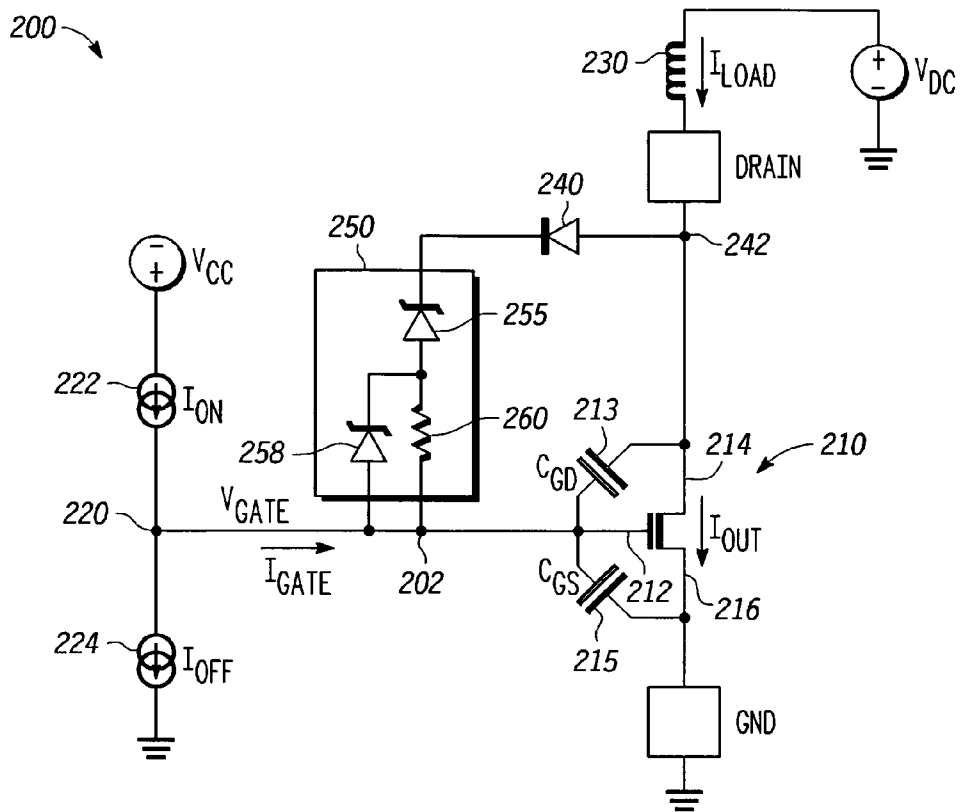 200
230
I_LOAD
+
-
V_DC
DRAIN
240
242
250
-
+
V_CC
255
222
I_ON
258
260
213
C_GD
214
210
220
V_GATE
I_GATE
202
C_GS
212
I_OUT
216
215
224
I_OFF
GND